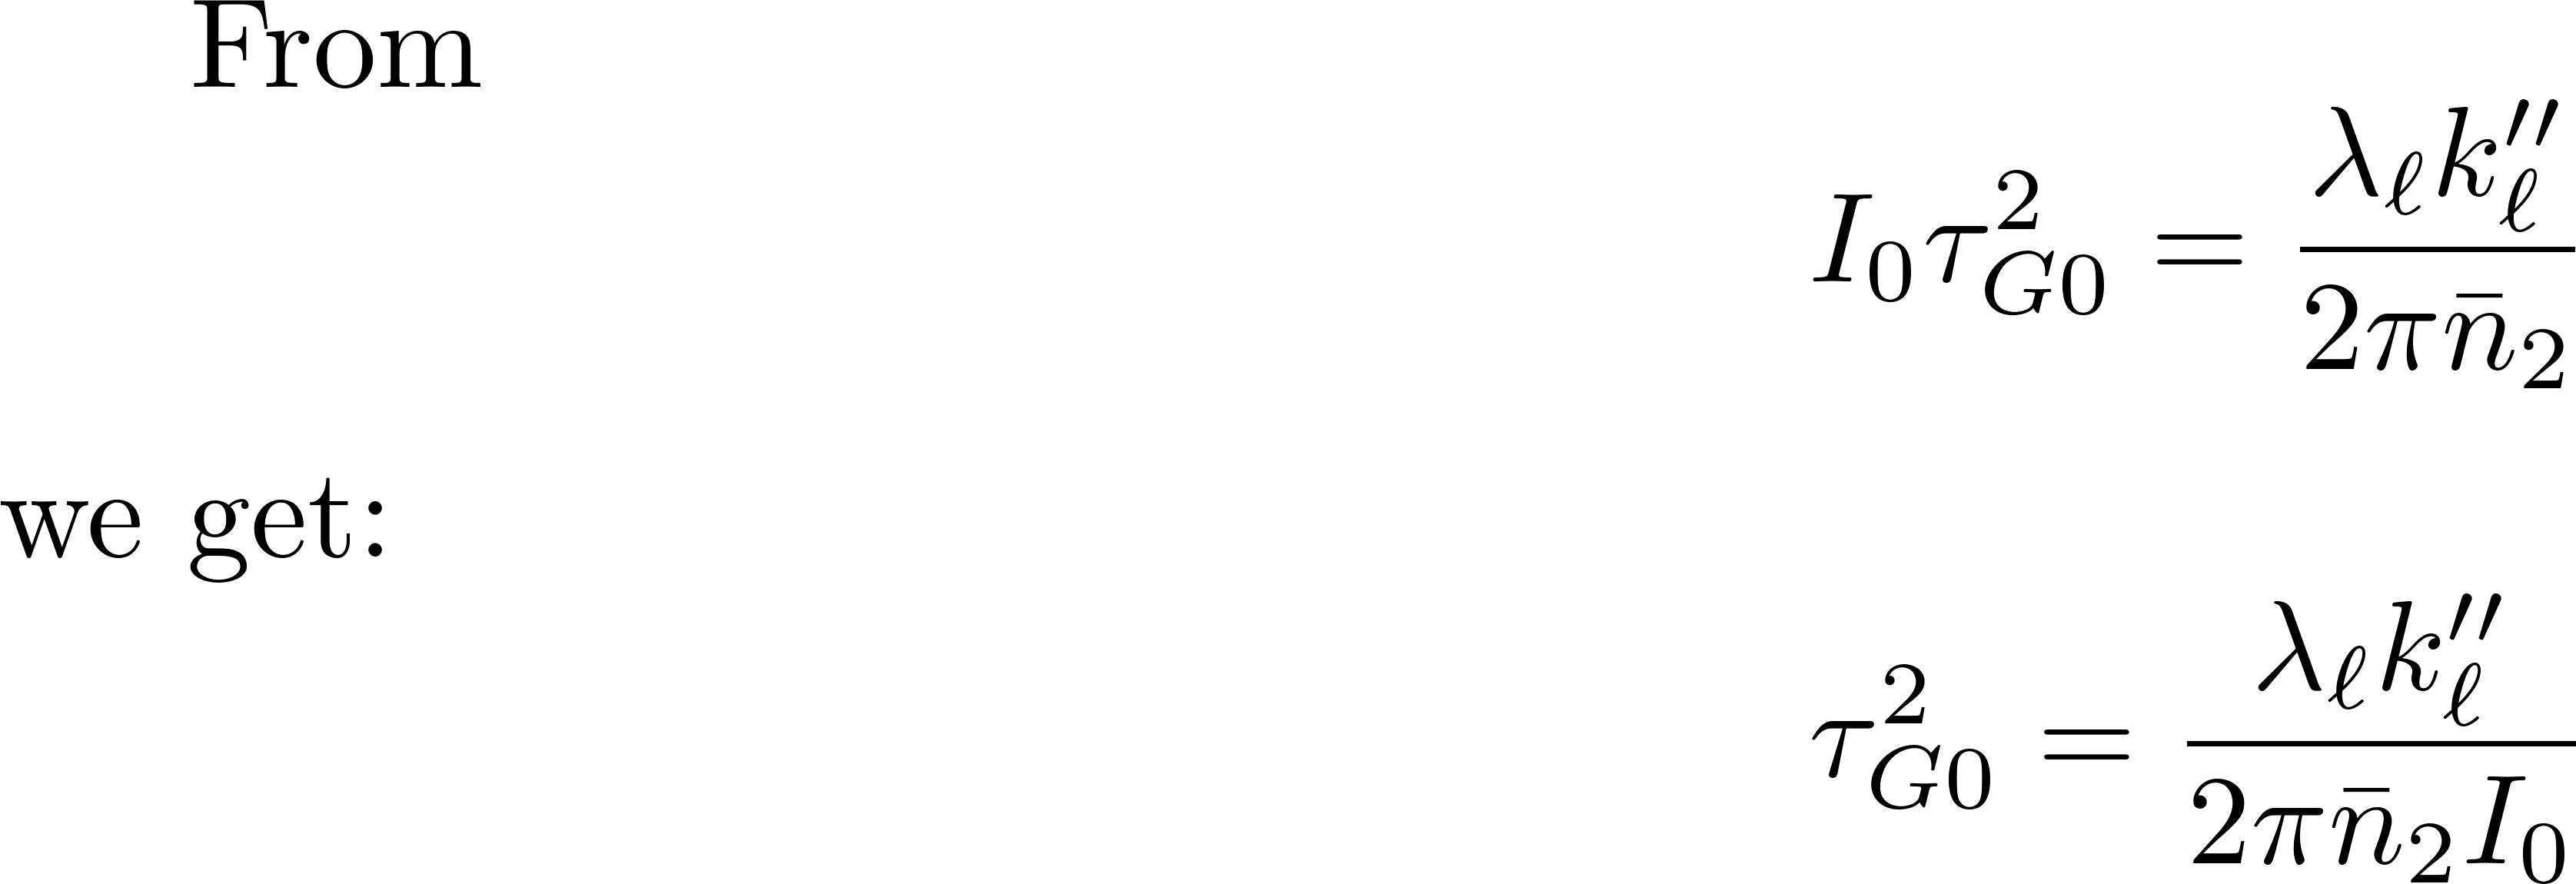 From
$$I_0 \tau_{G0}^2 = \frac{\lambda_\ell k_\ell''}{2\pi \bar{n}_2}$$
we get:
$$\tau_{G0}^2 = \frac{\lambda_\ell k_\ell''}{2\pi \bar{n}_2 I_0}$$